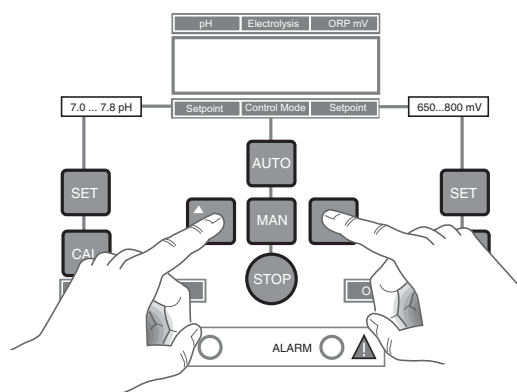 pH Electrolysis ORP mV
7.0 ... 7.8 pH Setpoint Control Mode Setpoint 650...800 mV
AUTO
SET MAN SET
CAL
STOP
ALARM